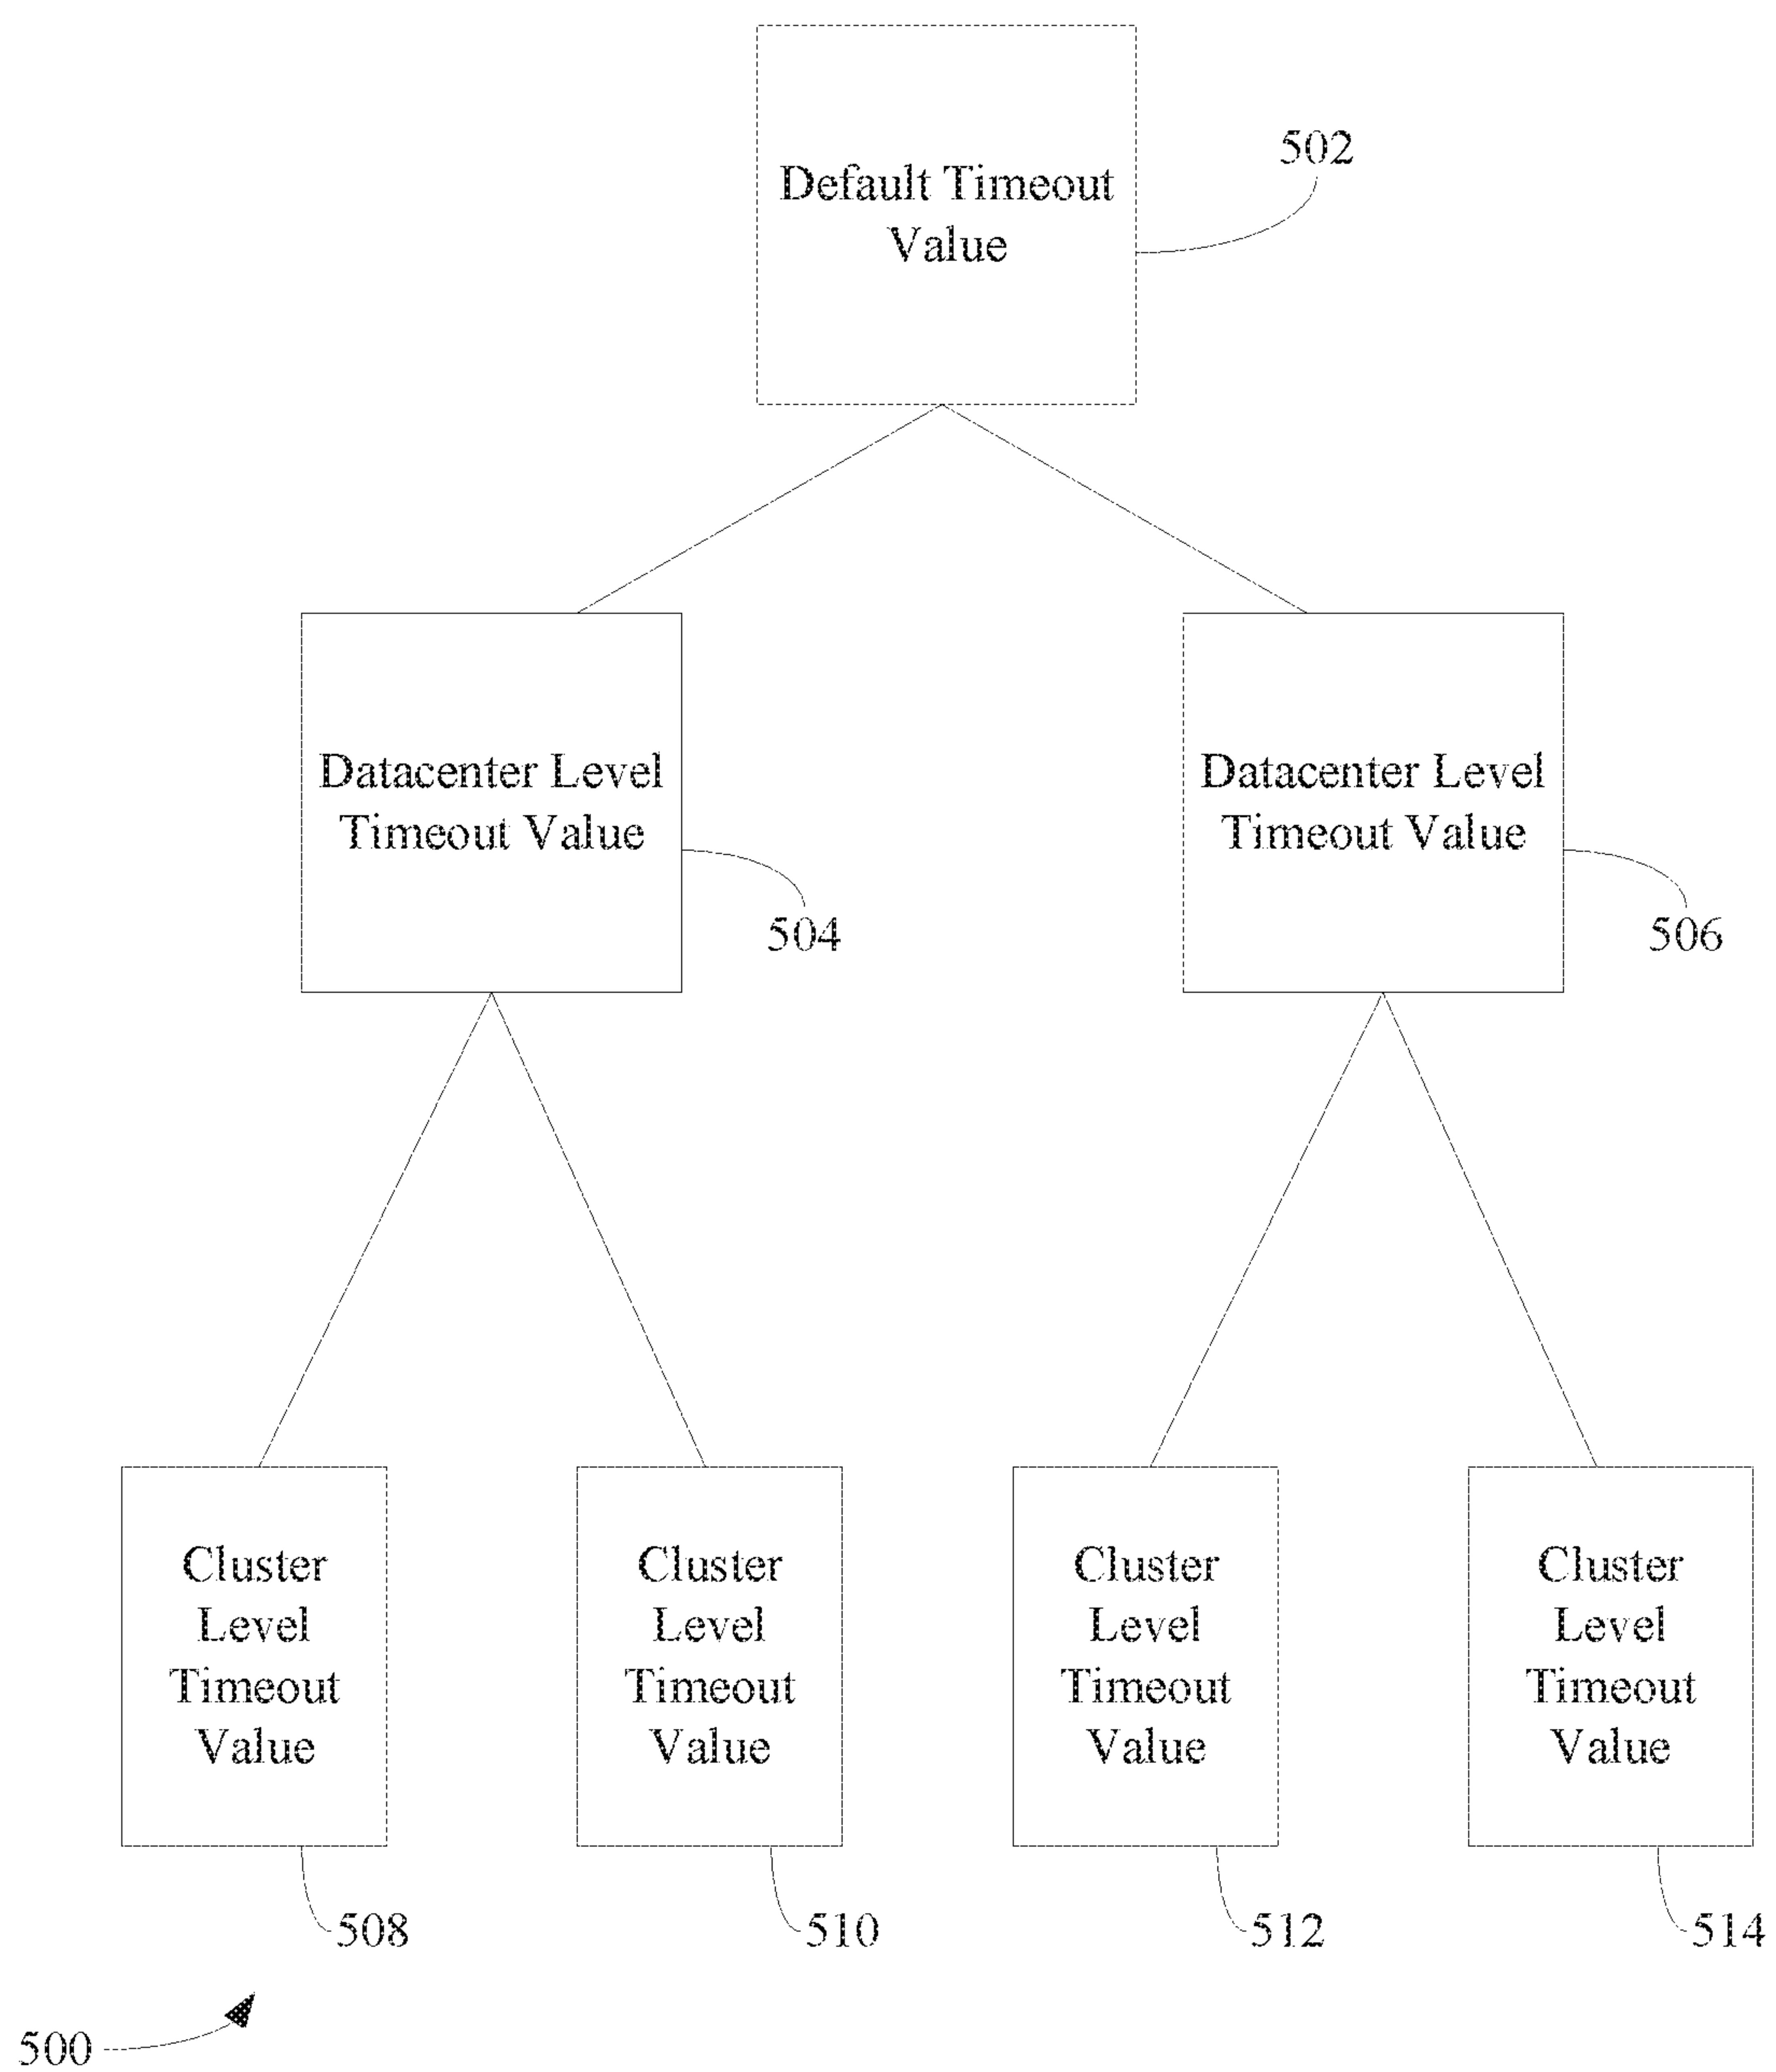 Default Timeout
Value
502
Datacenter Level
Timeout Value
504
Datacenter Level
Timeout Value
506
Cluster
Level
Timeout
Value
508
Cluster
Level
Timeout
Value
510
Cluster
Level
Timeout
Value
512
Cluster
Level
Timeout
Value
514
500